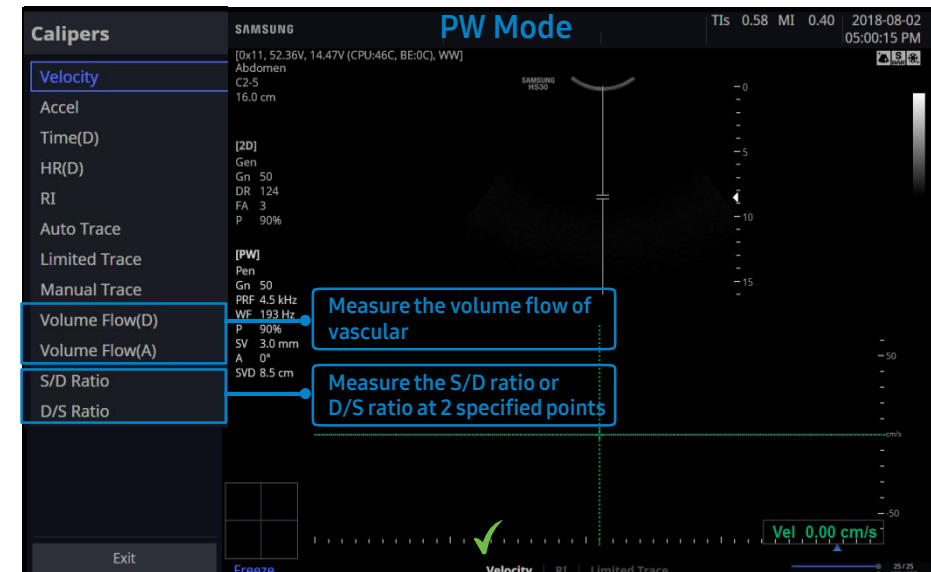 Calipers
Velocity
Accel
Time(D)
HR(D)
RI
Auto Trace
Limited Trace
Manual Trace
Volume Flow(D)
Volume Flow(A)
S/D Ratio
D/S Ratio
Exit
SAMSUNG
PW Mode
TIs 0.58 MI 0.40 2018-08-02
05:00:15 PM
[0x11, 52.36V, 14.47V (CPU:46C, BE:0C), WW]
Abdomen
C2-5
16.0 cm
SAMSUNG
HS30
S
HAR
0
5
10
15
[2D]
Gen
Gn 50
DR 124
FA 3
P 90%
[PW]
Pen
Gn 50
PRF 4.5 kHz
WF 193 Hz
P 90%
SV 3.0 mm
A 0°
SVD 8.5 cm
Measure the volume flow of
vascular
Measure the S/D ratio or
D/S ratio at 2 specified points
50
cm/s
-50
Vel 0.00 cm/s
Freeze
Velocity RI Limited Trace
25/25